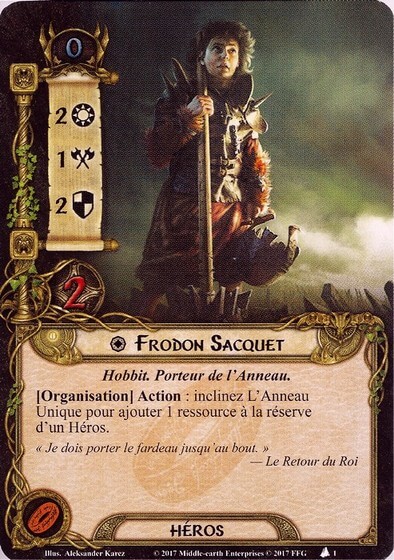 0
2
1
2
2
Frodon Sacquet
Hobbit. Porteur de l'Anneau.
[Organisation] Action : inclinez L'Anneau
Unique pour ajouter 1 ressource à la réserve
d'un Héros.
« Je dois porter le fardeau jusqu'au bout. »
— Le Retour du Roi
HÉROS
Illus. Aleksander Karcz
© 2017 Middle-earth Enterprises © 2017 FFG
1